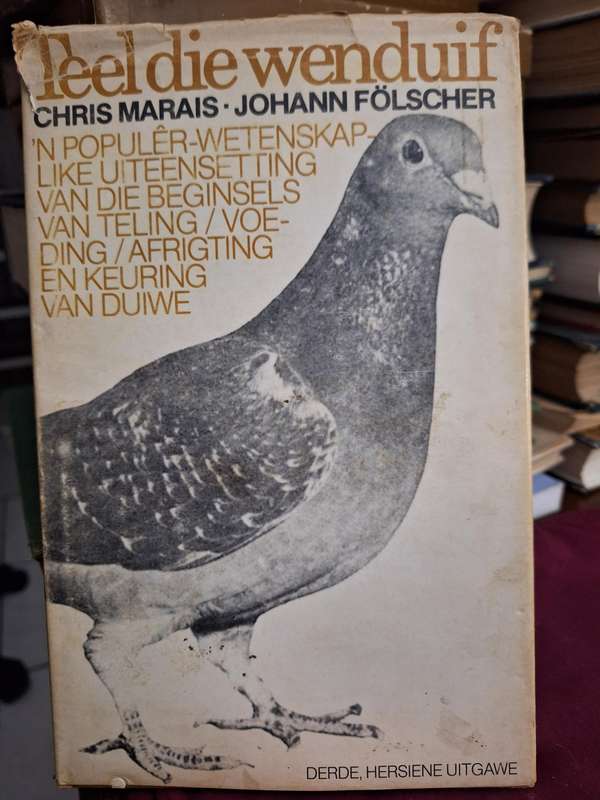 Teel die wenduif
CHRIS MARAIS · JOHANN FÖLSCHER
'N POPULÊR-WETENSKAP-
LIKE UITEENSETTING
VAN DIE BEGINSELS
VAN TELING / VOE-
DING / AFRIGTING
EN KEURING
VAN DUIWE
DERDE, HERSIENE UITGAWE